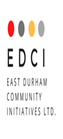 EDCI
EAST DURHAM
COMMUNITY
INITIATIVES LTD.